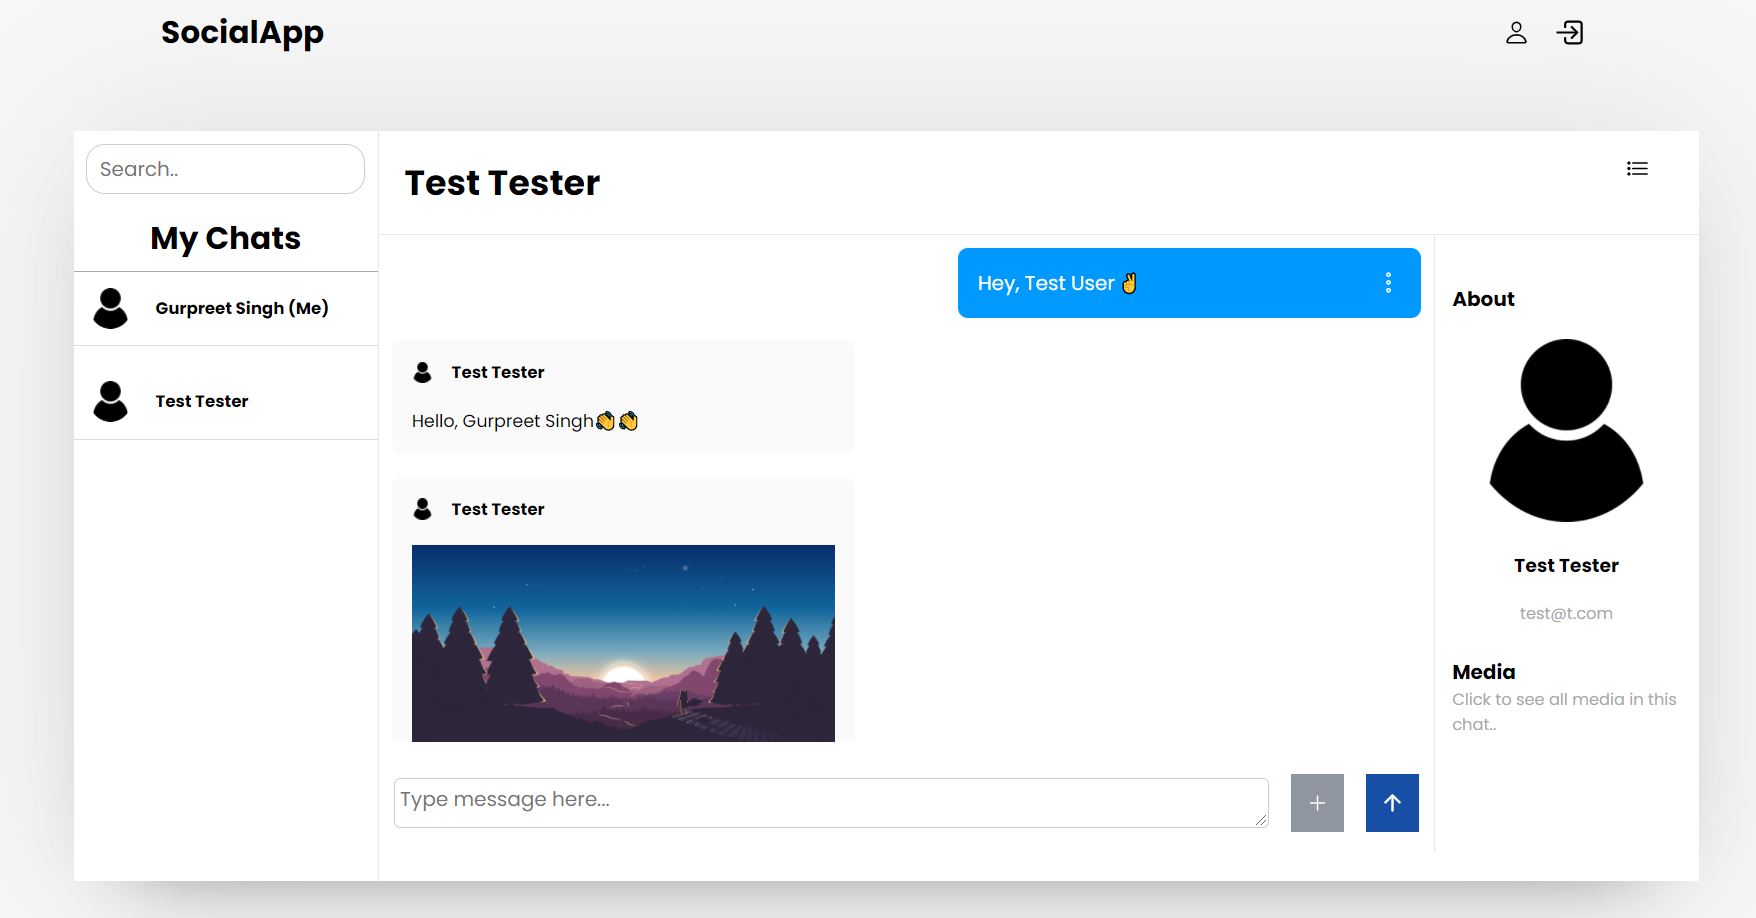 SocialApp
Search..
My Chats
Gurpreet Singh (Me)
Test Tester
Test Tester
Hey, Test User ✌
Test Tester
Hello, Gurpreet Singh👏👏
Test Tester
Type message here...
About
Test Tester
test@t.com
Media
Click to see all media in this
chat..